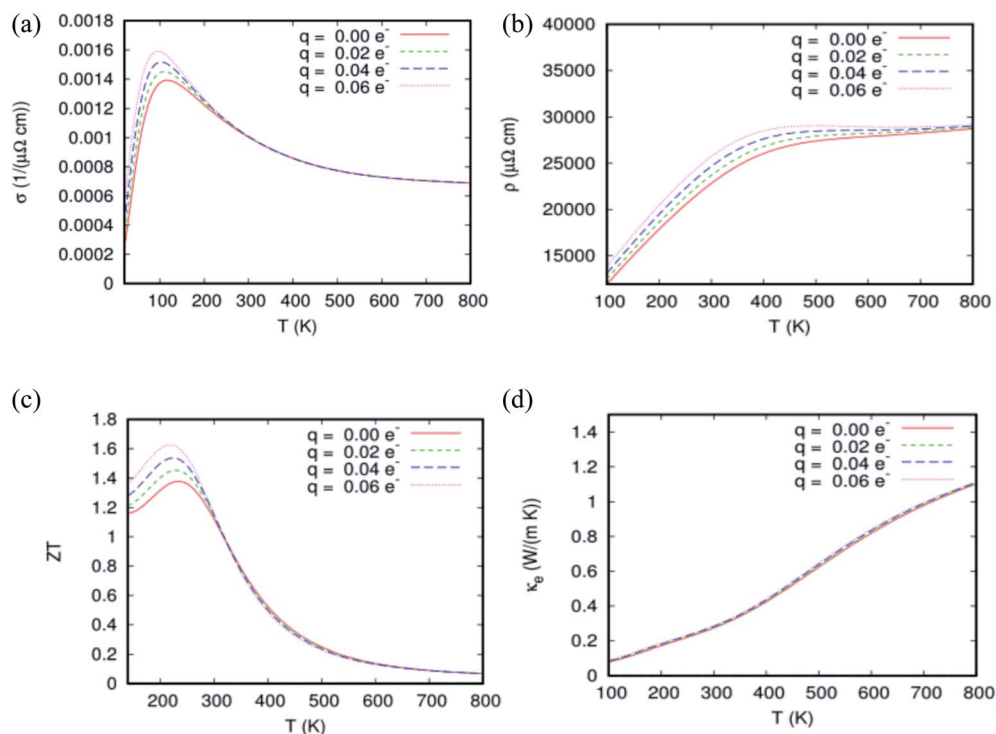 (a)
0.0018
0.0016
0.0014
0.0012
0.001
0.0008
0.0006
0.0004
0.0002
0
σ (1/(μΩ cm))
q = 0.00 e⁻
q = 0.02 e⁻
q = 0.04 e⁻
q = 0.06 e⁻
100 200 300 400 500 600 700 800
T (K)
(b)
40000
35000
30000
25000
20000
15000
ρ (μΩ cm)
q = 0.00 e⁻
q = 0.02 e⁻
q = 0.04 e⁻
q = 0.06 e⁻
100 200 300 400 500 600 700 800
T (K)
(c)
1.8
1.6
1.4
1.2
1
0.8
0.6
0.4
0.2
0
ZT
q = 0.00 e⁻
q = 0.02 e⁻
q = 0.04 e⁻
q = 0.06 e⁻
200 300 400 500 600 700 800
T (K)
(d)
1.4
1.2
1
0.8
0.6
0.4
0.2
0
κₑ (W/(m K))
q = 0.00 e⁻
q = 0.02 e⁻
q = 0.04 e⁻
q = 0.06 e⁻
100 200 300 400 500 600 700 800
T (K)